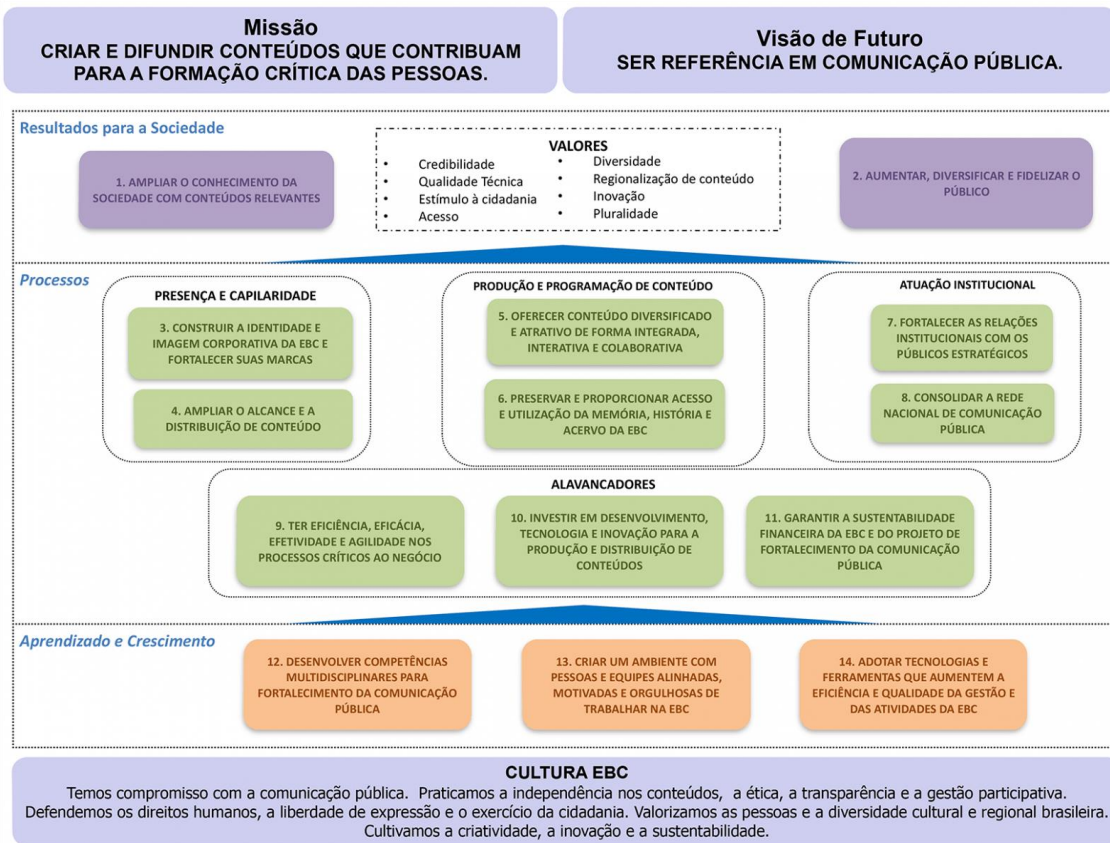 Missão
CRIAR E DIFUNDIR CONTEÚDOS QUE CONTRIBUAM
PARA A FORMAÇÃO CRÍTICA DAS PESSOAS.
Visão de Futuro
SER REFERÊNCIA EM COMUNICAÇÃO PÚBLICA.
Resultados para a Sociedade
1. AMPLIAR O CONHECIMENTO DA
SOCIEDADE COM CONTEÚDOS RELEVANTES
VALORES
• Credibilidade
• Qualidade Técnica
• Estímulo à cidadania
• Acesso
• Diversidade
• Regionalização de conteúdo
• Inovação
• Pluralidade
2. AUMENTAR, DIVERSIFICAR E FIDELIZAR O
PÚBLICO
Processos
PRESENÇA E CAPILARIDADE
3. CONSTRUIR A IDENTIDADE E
IMAGEM CORPORATIVA DA EBC E
FORTALECER SUAS MARCAS
4. AMPLIAR O ALCANCE E A
DISTRIBUIÇÃO DE CONTEÚDO
PRODUÇÃO E PROGRAMAÇÃO DE CONTEÚDO
5. OFERECER CONTEÚDO DIVERSIFICADO
E ATRATIVO DE FORMA INTEGRADA,
INTERATIVA E COLABORATIVA
6. PRESERVAR E PROPORCIONAR ACESSO
E UTILIZAÇÃO DA MEMÓRIA, HISTÓRIA E
ACERVO DA EBC
ATUAÇÃO INSTITUCIONAL
7. FORTALECER AS RELAÇÕES
INSTITUCIONAIS COM OS
PÚBLICOS ESTRATÉGICOS
8. CONSOLIDAR A REDE
NACIONAL DE COMUNICAÇÃO
PÚBLICA
ALAVANCADORES
9. TER EFICIÊNCIA, EFICÁCIA,
EFETIVIDADE E AGILIDADE NOS
PROCESSOS CRÍTICOS AO NEGÓCIO
10. INVESTIR EM DESENVOLVIMENTO,
TECNOLOGIA E INOVAÇÃO PARA A
PRODUÇÃO E DISTRIBUIÇÃO DE
CONTEÚDOS
11. GARANTIR A SUSTENTABILIDADE
FINANCEIRA DA EBC E DO PROJETO DE
FORTALECIMENTO DA COMUNICAÇÃO
PÚBLICA
Aprendizado e Crescimento
12. DESENVOLVER COMPETÊNCIAS
MULTIDISCIPLINARES PARA
FORTALECIMENTO DA COMUNICAÇÃO
PÚBLICA
13. CRIAR UM AMBIENTE COM
PESSOAS E EQUIPES ALINHADAS,
MOTIVADAS E ORGULHOSAS DE
TRABALHAR NA EBC
14. ADOTAR TECNOLOGIAS E
FERRAMENTAS QUE AUMENTEM A
EFICIÊNCIA E QUALIDADE DA GESTÃO E
DAS ATIVIDADES DA EBC
CULTURA EBC
Temos compromisso com a comunicação pública. Praticamos a independência nos conteúdos, a ética, a transparência e a gestão participativa.
Defendemos os direitos humanos, a liberdade de expressão e o exercício da cidadania. Valorizamos as pessoas e a diversidade cultural e regional brasileira.
Cultivamos a criatividade, a inovação e a sustentabilidade.